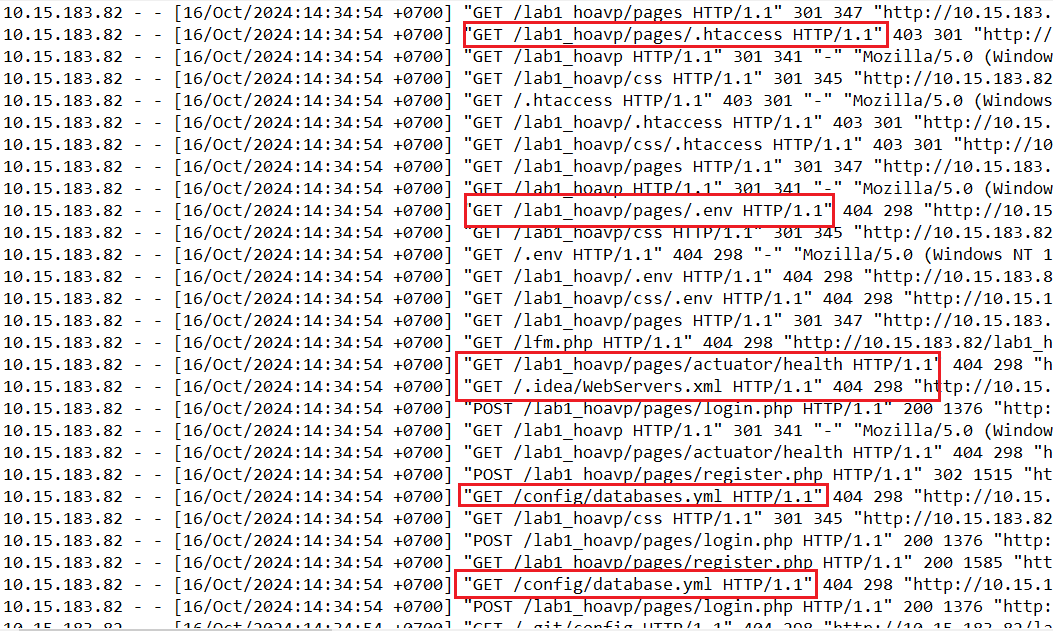 10.15.183.82 - - [16/Oct/2024:14:34:54 +0700] "GET /lab1_hoavp/pages HTTP/1.1" 301 347 "http://10.15.183.
10.15.183.82 - - [16/Oct/2024:14:34:54 +0700] "GET /lab1_hoavp/pages/.htaccess HTTP/1.1" 403 301 "http://
10.15.183.82 - - [16/Oct/2024:14:34:54 +0700] "GET /lab1_hoavp HTTP/1.1" 301 341 "-" "Mozilla/5.0 (Window
10.15.183.82 - - [16/Oct/2024:14:34:54 +0700] "GET /lab1_hoavp/css HTTP/1.1" 301 345 "http://10.15.183.82
10.15.183.82 - - [16/Oct/2024:14:34:54 +0700] "GET /.htaccess HTTP/1.1" 403 301 "-" "Mozilla/5.0 (Windows
10.15.183.82 - - [16/Oct/2024:14:34:54 +0700] "GET /lab1_hoavp/.htaccess HTTP/1.1" 403 301 "http://10.15.
10.15.183.82 - - [16/Oct/2024:14:34:54 +0700] "GET /lab1_hoavp/css/.htaccess HTTP/1.1" 403 301 "http://10
10.15.183.82 - - [16/Oct/2024:14:34:54 +0700] "GET /lab1_hoavp/pages HTTP/1.1" 301 347 "http://10.15.183.
10.15.183.82 - - [16/Oct/2024:14:34:54 +0700] "GET /lab1_hoavp HTTP/1.1" 301 341 "-" "Mozilla/5.0 (Window
10.15.183.82 - - [16/Oct/2024:14:34:54 +0700] "GET /lab1_hoavp/pages/.env HTTP/1.1" 404 298 "http://10.15
10.15.183.82 - - [16/Oct/2024:14:34:54 +0700] "GET /lab1_hoavp/css HTTP/1.1" 301 345 "http://10.15.183.82
10.15.183.82 - - [16/Oct/2024:14:34:54 +0700] "GET /.env HTTP/1.1" 404 298 "-" "Mozilla/5.0 (Windows NT 1
10.15.183.82 - - [16/Oct/2024:14:34:54 +0700] "GET /lab1_hoavp/.env HTTP/1.1" 404 298 "http://10.15.183.8
10.15.183.82 - - [16/Oct/2024:14:34:54 +0700] "GET /lab1_hoavp/css/.env HTTP/1.1" 404 298 "http://10.15.1
10.15.183.82 - - [16/Oct/2024:14:34:54 +0700] "GET /lab1_hoavp/pages HTTP/1.1" 301 347 "http://10.15.183.
10.15.183.82 - - [16/Oct/2024:14:34:54 +0700] "GET /lfm.php HTTP/1.1" 404 298 "http://10.15.183.82/lab1_h
10.15.183.82 - - [16/Oct/2024:14:34:54 +0700] "GET /lab1_hoavp/pages/actuator/health HTTP/1.1" 404 298 "h
10.15.183.82 - - [16/Oct/2024:14:34:54 +0700] "GET /.idea/WebServers.xml HTTP/1.1" 404 298 "http://10.15.
10.15.183.82 - - [16/Oct/2024:14:34:54 +0700] "POST /lab1_hoavp/pages/login.php HTTP/1.1" 200 1376 "http:
10.15.183.82 - - [16/Oct/2024:14:34:54 +0700] "GET /lab1_hoavp HTTP/1.1" 301 341 "-" "Mozilla/5.0 (Window
10.15.183.82 - - [16/Oct/2024:14:34:54 +0700] "GET /lab1_hoavp/pages/actuator/health HTTP/1.1" 404 298 "h
10.15.183.82 - - [16/Oct/2024:14:34:54 +0700] "POST /lab1_hoavp/pages/register.php HTTP/1.1" 302 1515 "ht
10.15.183.82 - - [16/Oct/2024:14:34:54 +0700] "GET /config/databases.yml HTTP/1.1" 404 298 "http://10.15.
10.15.183.82 - - [16/Oct/2024:14:34:54 +0700] "GET /lab1_hoavp/css HTTP/1.1" 301 345 "http://10.15.183.82
10.15.183.82 - - [16/Oct/2024:14:34:54 +0700] "POST /lab1_hoavp/pages/login.php HTTP/1.1" 200 1376 "http:
10.15.183.82 - - [16/Oct/2024:14:34:54 +0700] "GET /lab1_hoavp/pages/register.php HTTP/1.1" 200 1585 "htt
10.15.183.82 - - [16/Oct/2024:14:34:54 +0700] "GET /config/database.yml HTTP/1.1" 404 298 "http://10.15.1
10.15.183.82 - - [16/Oct/2024:14:34:54 +0700] "POST /lab1_hoavp/pages/login.php HTTP/1.1" 200 1376 "http:
10.15.183.82 - - [16/Oct/2024:14:34:54 +0700] "GET /.git/config HTTP/1.1" 404 298 "http://10.15.183.82/la